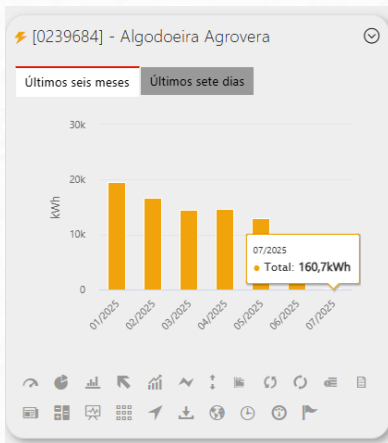 [0239684] - Algodoeira Agrovera
Últimos seis meses
Últimos sete dias
30k
20k
10k
0
kWh
07/2025
Total: 160,7kWh
01/2025
02/2025
03/2025
04/2025
05/2025
06/2025
07/2025